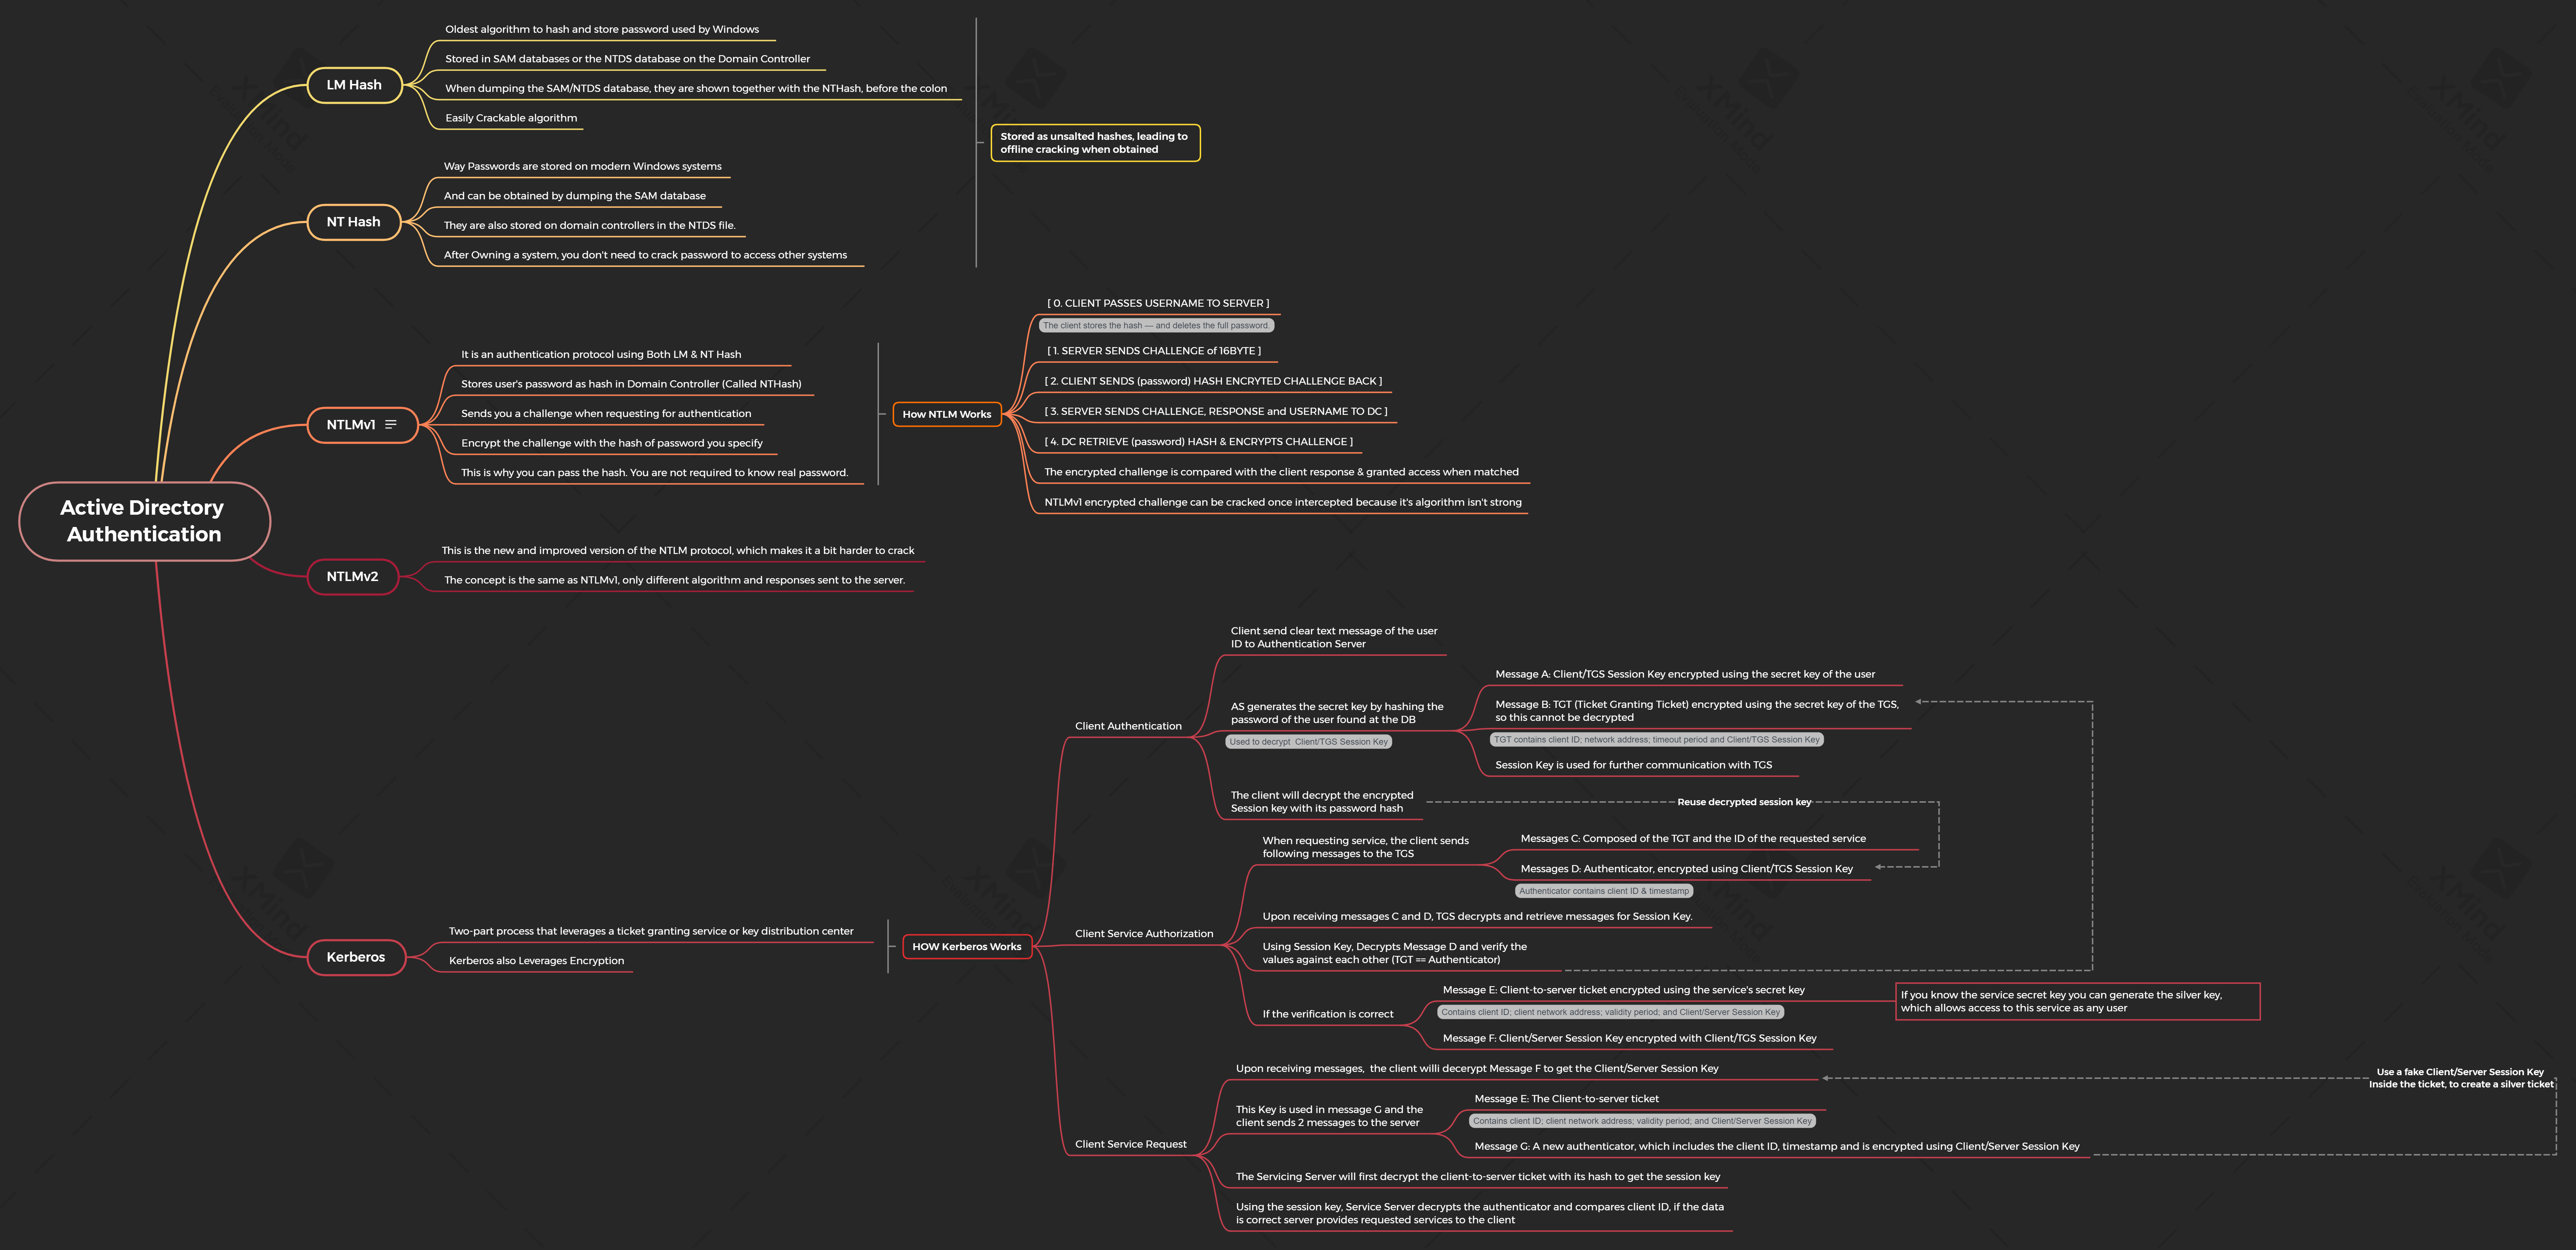 Active Directory
Authentication
LM Hash
Oldest algorithm to hash and store password used by Windows
Stored in SAM databases or the NTDS database on the Domain Controller
When dumping the SAM/NTDS database, they are shown together with the NTHash, before the colon
Easily Crackable algorithm
NT Hash
Way Passwords are stored on modern Windows systems
And can be obtained by dumping the SAM database
They are also stored on domain controllers in the NTDS file.
After Owning a system, you don't need to crack password to access other systems
Stored as unsalted hashes, leading to
offline cracking when obtained
NTLMv1
It is an authentication protocol using Both LM & NT Hash
Stores user's password as hash in Domain Controller (Called NTHash)
Sends you a challenge when requesting for authentication
Encrypt the challenge with the hash of password you specify
This is why you can pass the hash. You are not required to know real password.
How NTLM Works
[ 0. CLIENT PASSES USERNAME TO SERVER ]
The client stores the hash — and deletes the full password.
[ 1. SERVER SENDS CHALLENGE of 16BYTE ]
[ 2. CLIENT SENDS (password) HASH ENCRYTED CHALLENGE BACK ]
[ 3. SERVER SENDS CHALLENGE, RESPONSE and USERNAME TO DC ]
[ 4. DC RETRIEVE (password) HASH & ENCRYPTS CHALLENGE ]
The encrypted challenge is compared with the client response & granted access when matched
NTLMv1 encrypted challenge can be cracked once intercepted because it's algorithm isn't strong
NTLMv2
This is the new and improved version of the NTLM protocol, which makes it a bit harder to crack
The concept is the same as NTLMv1, only different algorithm and responses sent to the server.
Kerberos
Two-part process that leverages a ticket granting service or key distribution center
Kerberos also Leverages Encryption
HOW Kerberos Works
Client Authentication
Client send clear text message of the user
ID to Authentication Server
AS generates the secret key by hashing the
password of the user found at the DB
Used to decrypt Client/TGS Session Key
Message A: Client/TGS Session Key encrypted using the secret key of the user
Message B: TGT (Ticket Granting Ticket) encrypted using the secret key of the TGS,
so this cannot be decrypted
TGT contains client ID; network address; timeout period and Client/TGS Session Key
Session Key is used for further communication with TGS
The client will decrypt the encrypted
Session key with its password hash
Reuse decrypted session key
Client Service Authorization
When requesting service, the client sends
following messages to the TGS
Messages C: Composed of the TGT and the ID of the requested service
Messages D: Authenticator, encrypted using Client/TGS Session Key
Authenticator contains client ID & timestamp
Upon receiving messages C and D, TGS decrypts and retrieve messages for Session Key.
Using Session Key, Decrypts Message D and verify the
values against each other (TGT == Authenticator)
If the verification is correct
Message E: Client-to-server ticket encrypted using the service's secret key
Contains client ID; client network address; validity period; and Client/Server Session Key
If you know the service secret key you can generate the silver key,
which allows access to this service as any user
Message F: Client/Server Session Key encrypted with Client/TGS Session Key
Client Service Request
Upon receiving messages, the client willi decerypt Message F to get the Client/Server Session Key
Use a fake Client/Server Session Key
Inside the ticket, to create a silver ticket
This Key is used in message G and the
client sends 2 messages to the server
Message E: The Client-to-server ticket
Contains client ID; client network address; validity period; and Client/Server Session Key
Message G: A new authenticator, which includes the client ID, timestamp and is encrypted using Client/Server Session Key
The Servicing Server will first decrypt the client-to-server ticket with its hash to get the session key
Using the session key, Service Server decrypts the authenticator and compares client ID, if the data
is correct server provides requested services to the client
XMind
XMind
XMind
XMind
XMind
XMind
XMind
XMind